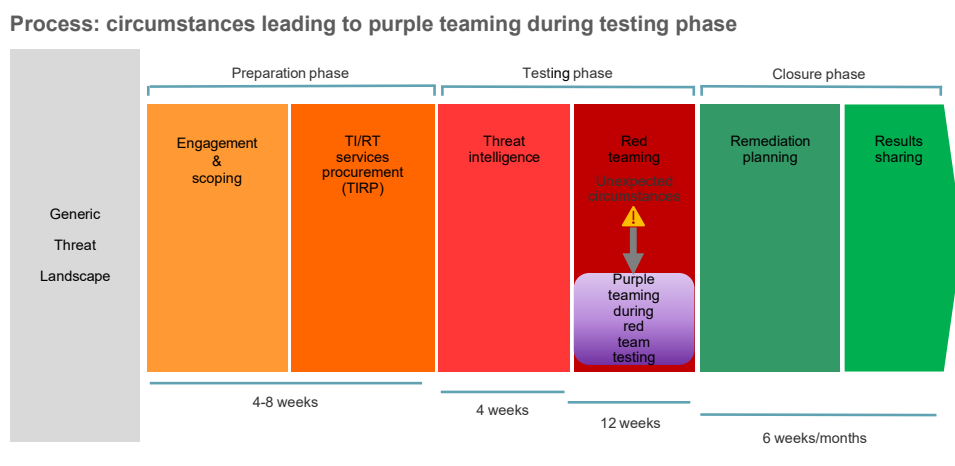 Process: circumstances leading to purple teaming during testing phase
Preparation phase
Testing phase
Closure phase
Generic
Threat
Landscape
Engagement
&
scoping
TI/RT
services
procurement
(TIRP)
Threat
intelligence
Red
teaming
Unexpected
circumstances
Purple
teaming
during
red
team
testing
Remediation
planning
Results
sharing
4-8 weeks
4 weeks
12 weeks
6 weeks/months